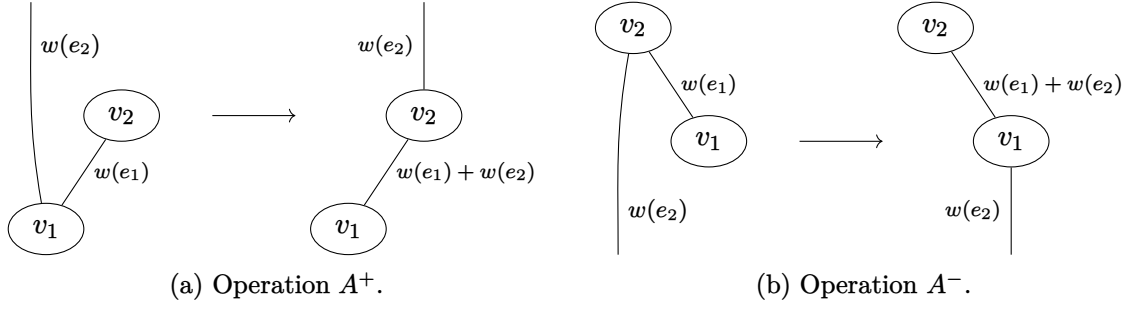 w(e₂)
v₂
w(e₁)
v₁
w(e₂)
v₂
w(e₁) + w(e₂)
v₁
(a) Operation A⁺.
v₂
w(e₁)
v₁
w(e₂)
v₂
w(e₁) + w(e₂)
v₁
w(e₂)
(b) Operation A⁻.